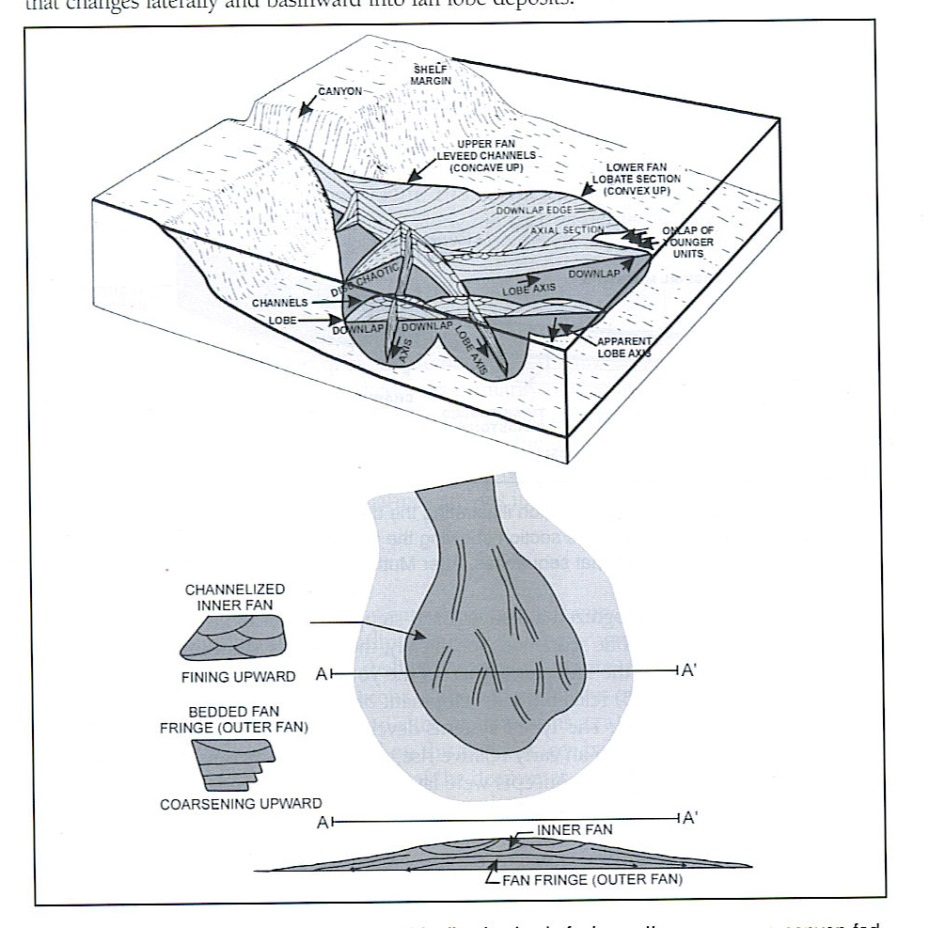 that changes laterally and basinward into fan lobe deposits.
SHELF
MARGIN
CANYON
UPPER FAN
LEVEED CHANNELS
(CONCAVE UP)
LOWER FAN
LOBATE SECTION
(CONVEX UP)
DOWNLAP EDGE
AXIAL SECTION
ONLAP OF
YOUNGER
UNITS
CHAOTIC
DOWNLAP
LOBE AXIS
CHANNELS
LOBE
DOWNLAP
DOWNLAP
AXIS
LOBE AXIS
APPARENT
LOBE AXIS
CHANNELIZED
INNER FAN
FINING UPWARD
A
A'
BEDDED FAN
FRINGE (OUTER FAN)
COARSENING UPWARD
A
A'
INNER FAN
FAN FRINGE (OUTER FAN)